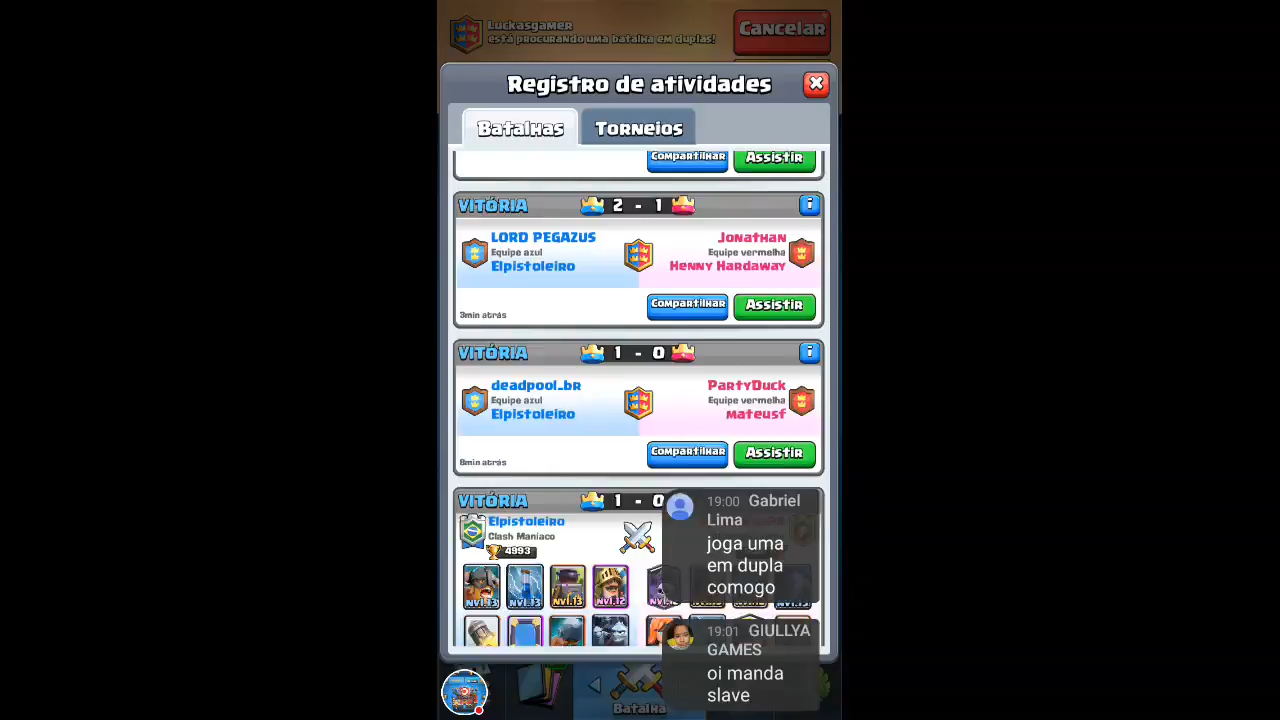 Luckasgamer
está procurando uma batalha em duplas!
Cancelar
Registro de atividades
Batalhas
Torneios
Compartilhar
Assistir
VITÓRIA
2 - 1
i
LORD PEGAZUS
Equipe azul
Elpistoleiro
Jonathan
Equipe vermelha
Henny Hardaway
3min atrás
Compartilhar
Assistir
VITÓRIA
1 - 0
i
deadpool_br
Equipe azul
Elpistoleiro
PartyDuck
Equipe vermelha
mateusf
8min atrás
Compartilhar
Assistir
VITÓRIA
1 - 0
Elpistoleiro
Clash Maníaco
4993
Nvl.13
Nvl.13
Nvl.13
Nvl.12
19:00 Gabriel
Lima
joga uma
em dupla
comogo
19:01 GIULLYA
GAMES
oi manda
slave
Batalha